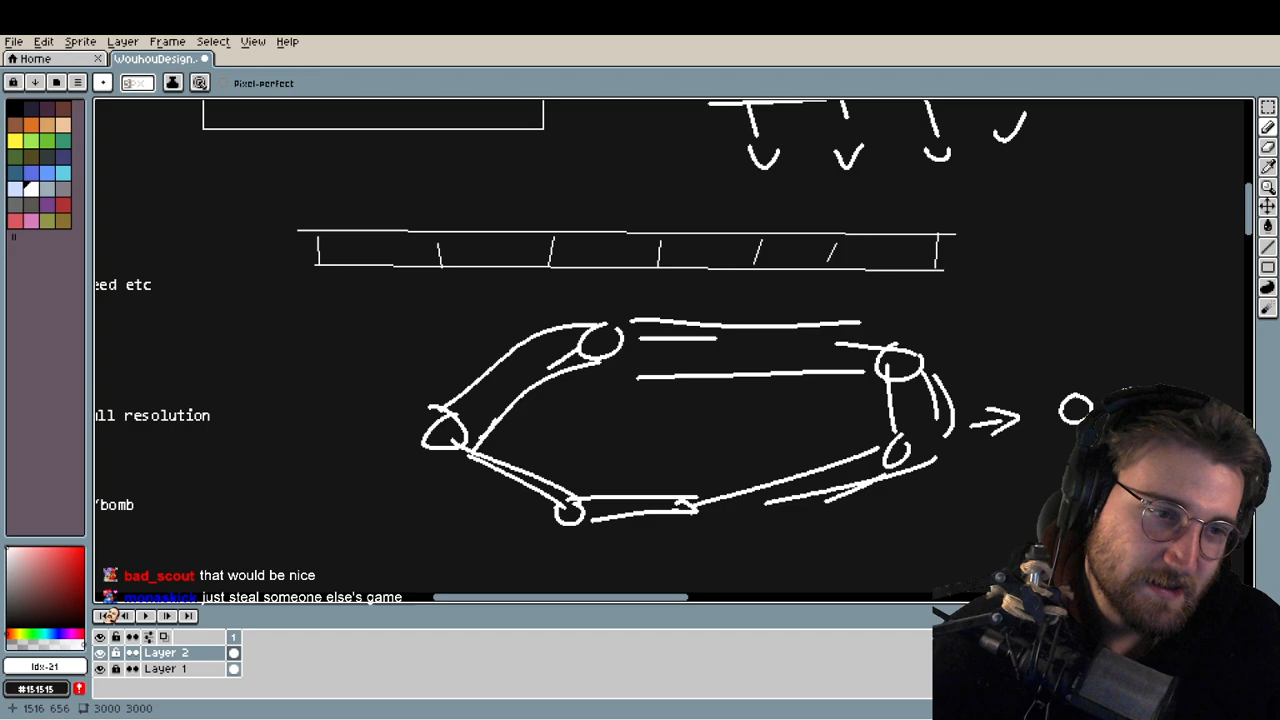 File Edit Sprite Layer Frame Select View Help
Home WouhouDesign.
Pixel-perfect
eed etc
ll resolution
/bomb
bad_scout that would be nice
just steal someone else's game
1
Layer 2
Layer 1
Idx-21
#151515
1516 656 3000 3000